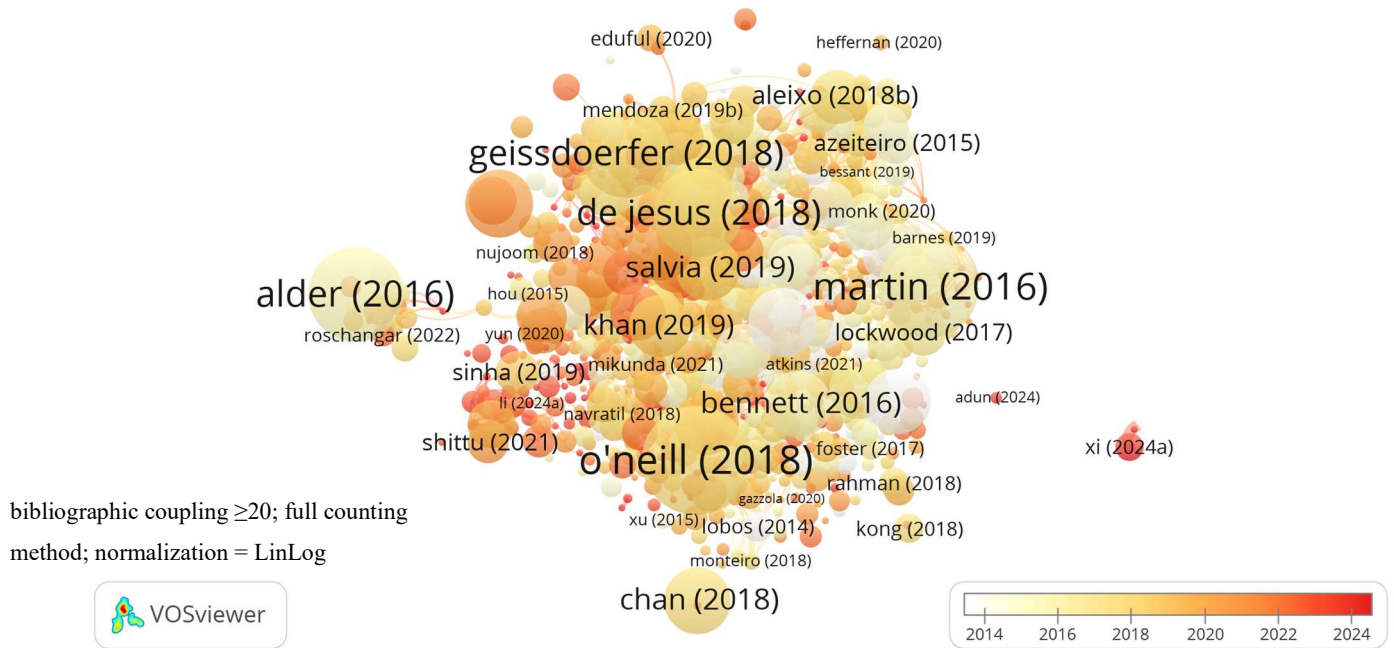 eduful (2020)
heffernan (2020)
aleixo (2018b)
mendoza (2019b)
azeiteiro (2015)
geissdoerfer (2018)
bessant (2019)
de jesus (2018)
monk (2020)
barnes (2019)
nujoom (2018)
salvia (2019)
martin (2016)
alder (2016)
hou (2015)
khan (2019)
lockwood (2017)
roschangar (2022)
yun (2020)
sinha (2019)
mikunda (2021)
atkins (2021)
adun (2024)
li (2024a)
navratil (2018)
bennett (2016)
shittu (2021)
xi (2024a)
o'neill (2018)
foster (2017)
rahman (2018)
gazzola (2020)
bibliographic coupling ≥20; full counting
method; normalization = LinLog
xu (2015)
lobos (2014)
kong (2018)
monteiro (2018)
chan (2018)
VOSviewer
2014 2016 2018 2020 2022 2024